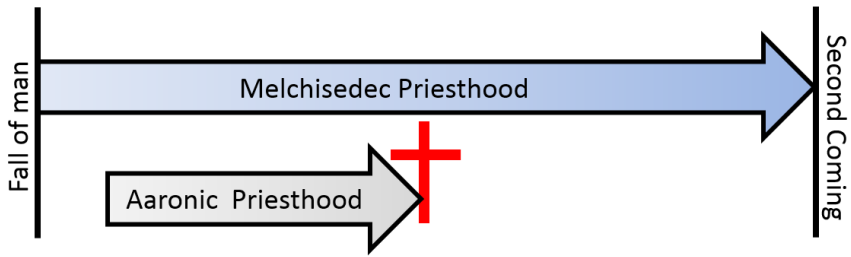 Fall of man
Melchisedec Priesthood
Aaronic Priesthood
Second Coming